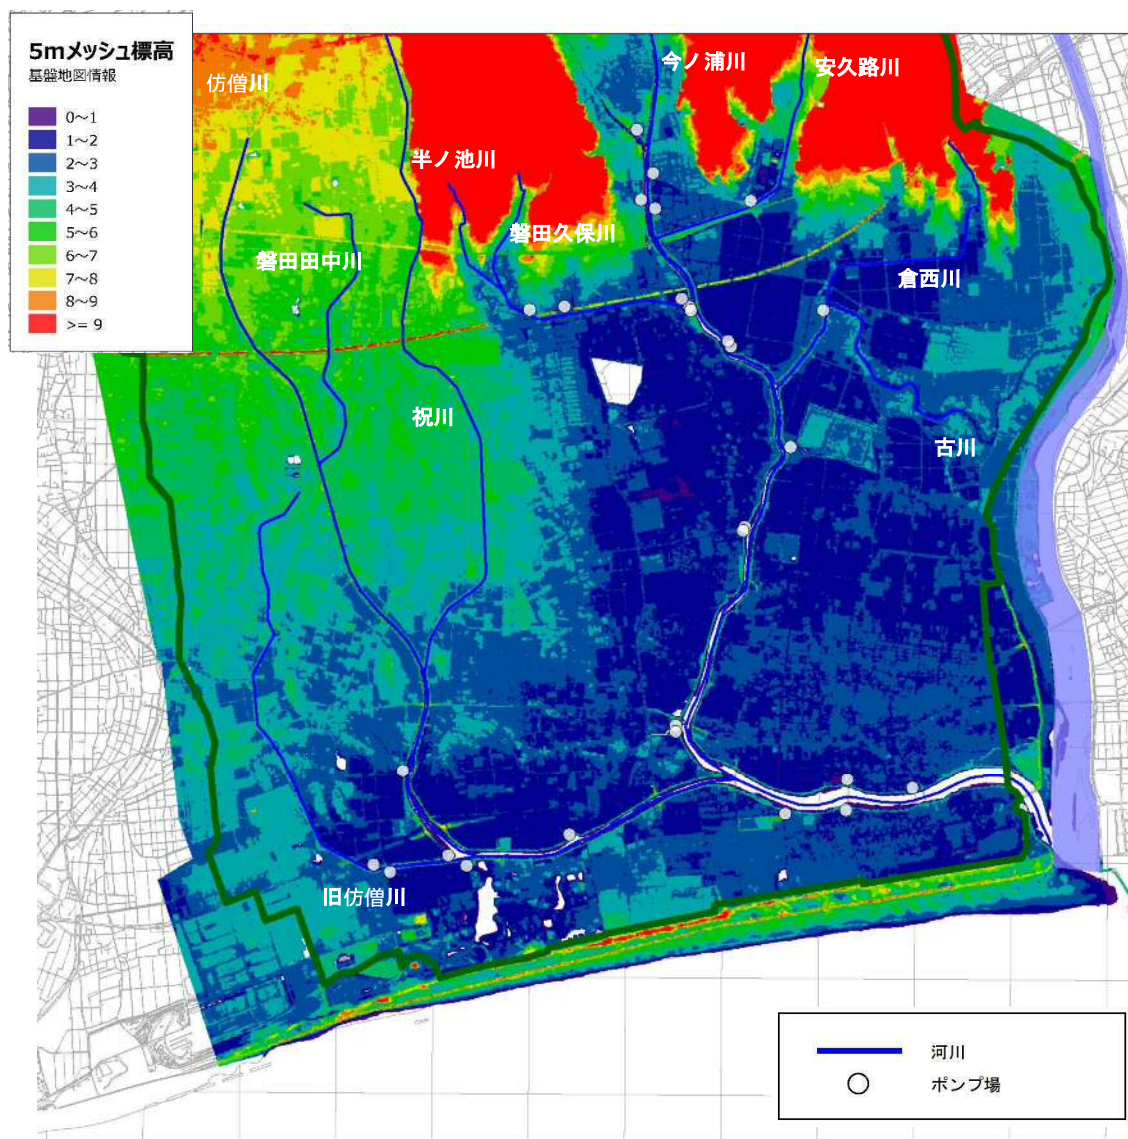 5mメッシュ標高
基盤地図情報
0～1
1～2
2～3
3～4
4～5
5～6
6～7
7～8
8～9
>= 9
仿僧川
今ノ浦川
安久路川
半ノ池川
磐田久保川
磐田田中川
倉西川
祝川
古川
旧仿僧川
河川
ポンプ場